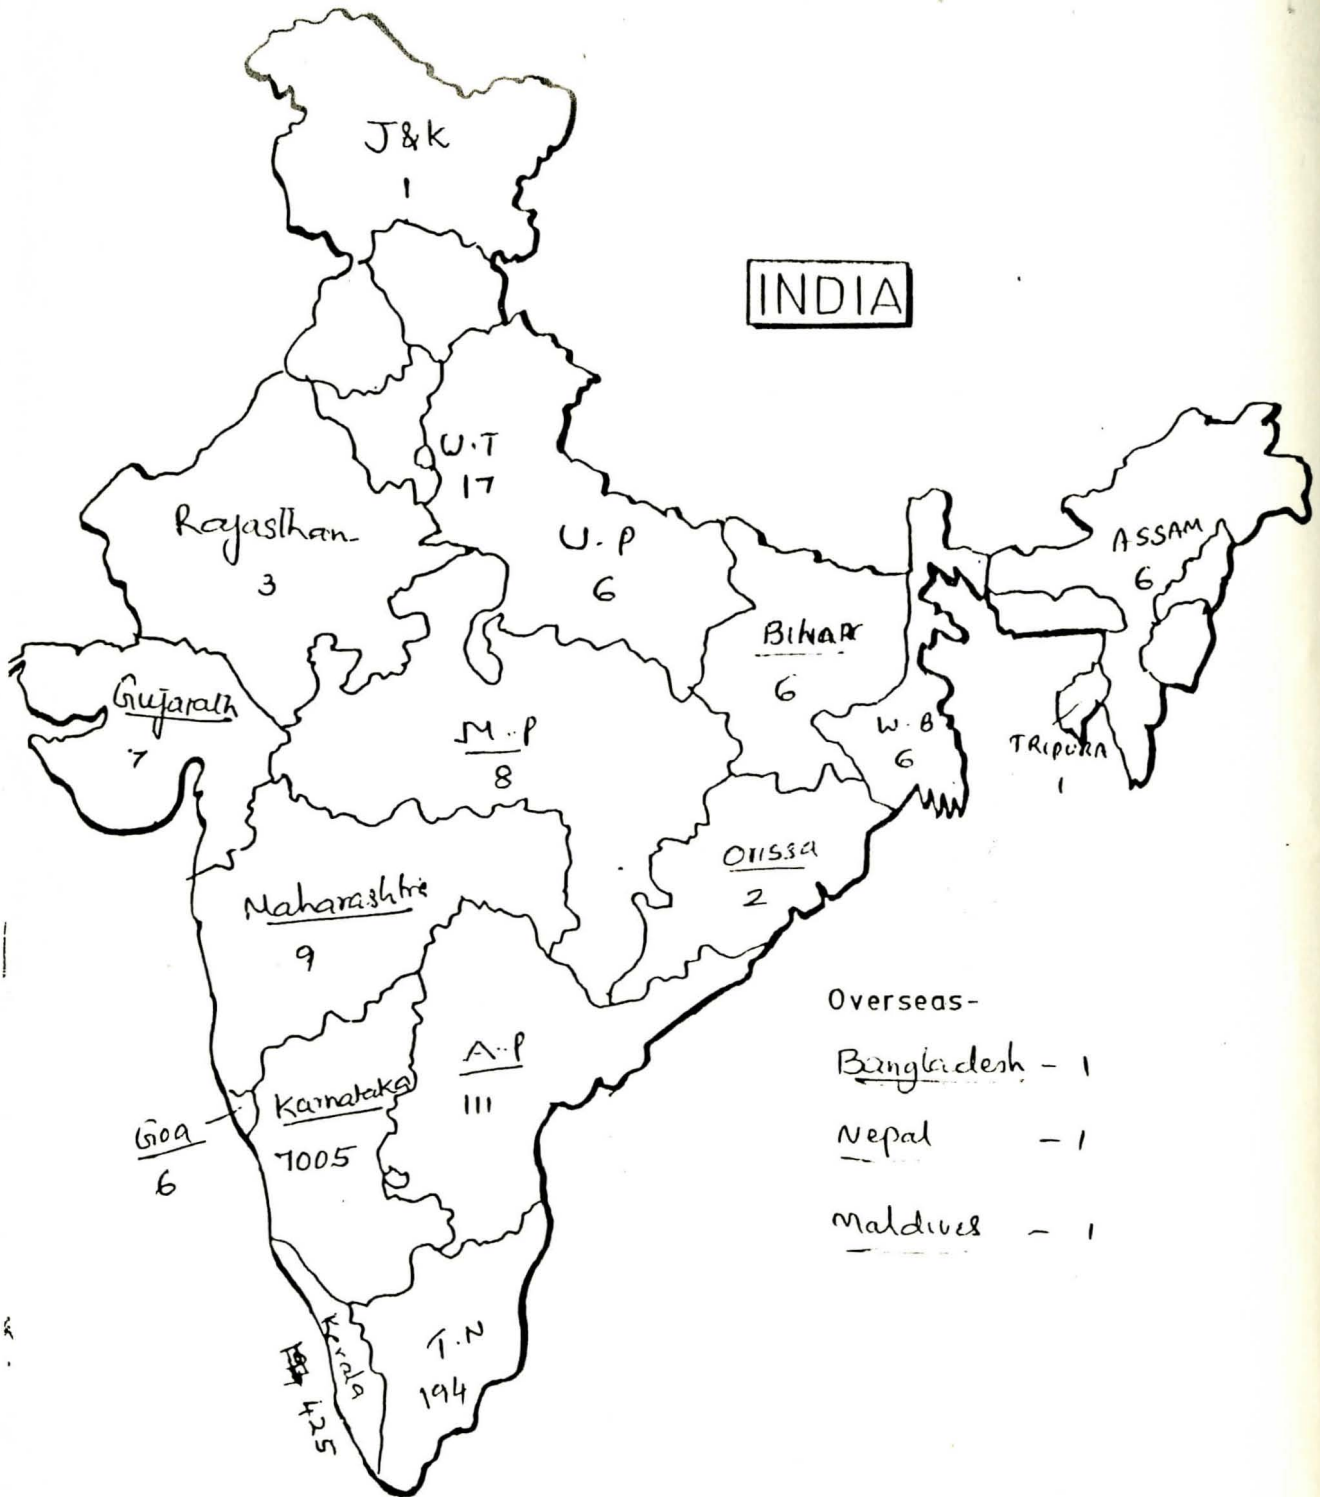 J&K
1
INDIA
U.T
17
Rajasthan
3
U.P
6
ASSAM
6
BIHAR
6
Gujarath
7
M.P
8
W.B
6
TRIPURA
1
Orissa
2
Maharashtra
9
Overseas-
Bangladesh - 1
Nepal - 1
Maldives - 1
A.P
111
Karnataka
7005
Goa
6
Kerala
425
T.N
194